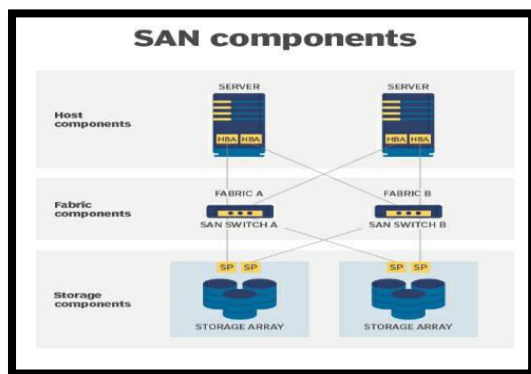 SAN components
SERVER SERVER
Host
components
HBA HBA HBA HBA
FABRIC A FABRIC B
Fabric
components
SAN SWITCH A SAN SWITCH B
SP SP SP SP
Storage
components
STORAGE ARRAY STORAGE ARRAY